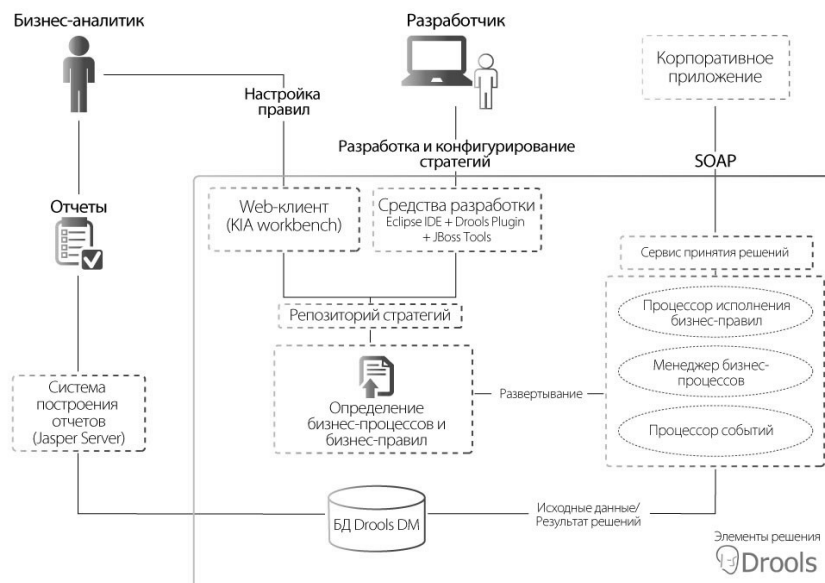 Бизнес-аналитик
Разработчик
Корпоративное
приложение
Настройка
правил
Разработка и конфигурирование
стратегий
SOAP
Отчеты
Web-клиент
(KIA workbench)
Средства разработки
Eclipse IDE + Drools Plugin
+ JBoss Tools
Сервис принятия решений
Процессор исполнения
бизнес-правил
Репозиторий стратегий
Менеджер бизнес-
процессов
Система
построения
отчетов
(Jasper Server)
Определение
бизнес-процессов и
бизнес-правил
Развертывание
Процессор событий
БД Drools DM
Исходные данные/
Результат решений
Элементы решения
Drools